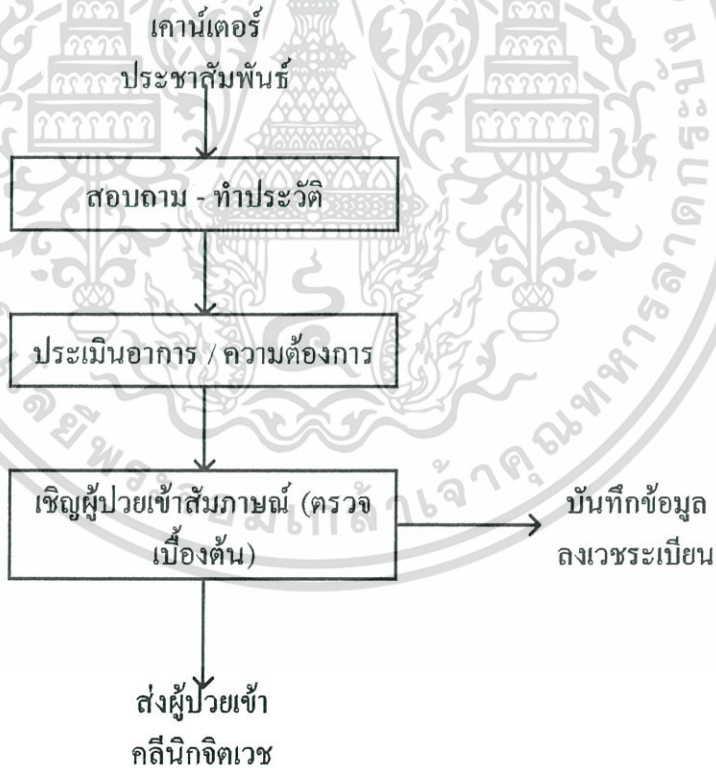 เคาน์เตอร์
ประชาสัมพันธ์
สอบถาม - ทำประวัติ
ประเมินอาการ / ความต้องการ
เชิญผู้ป่วยเข้าสัมภาษณ์ (ตรวจ
เบื้องต้น)
บันทึกข้อมูล
ลงเวชระเบียน
ส่งผู้ป่วยเข้า
คลีนิกจิตเวช